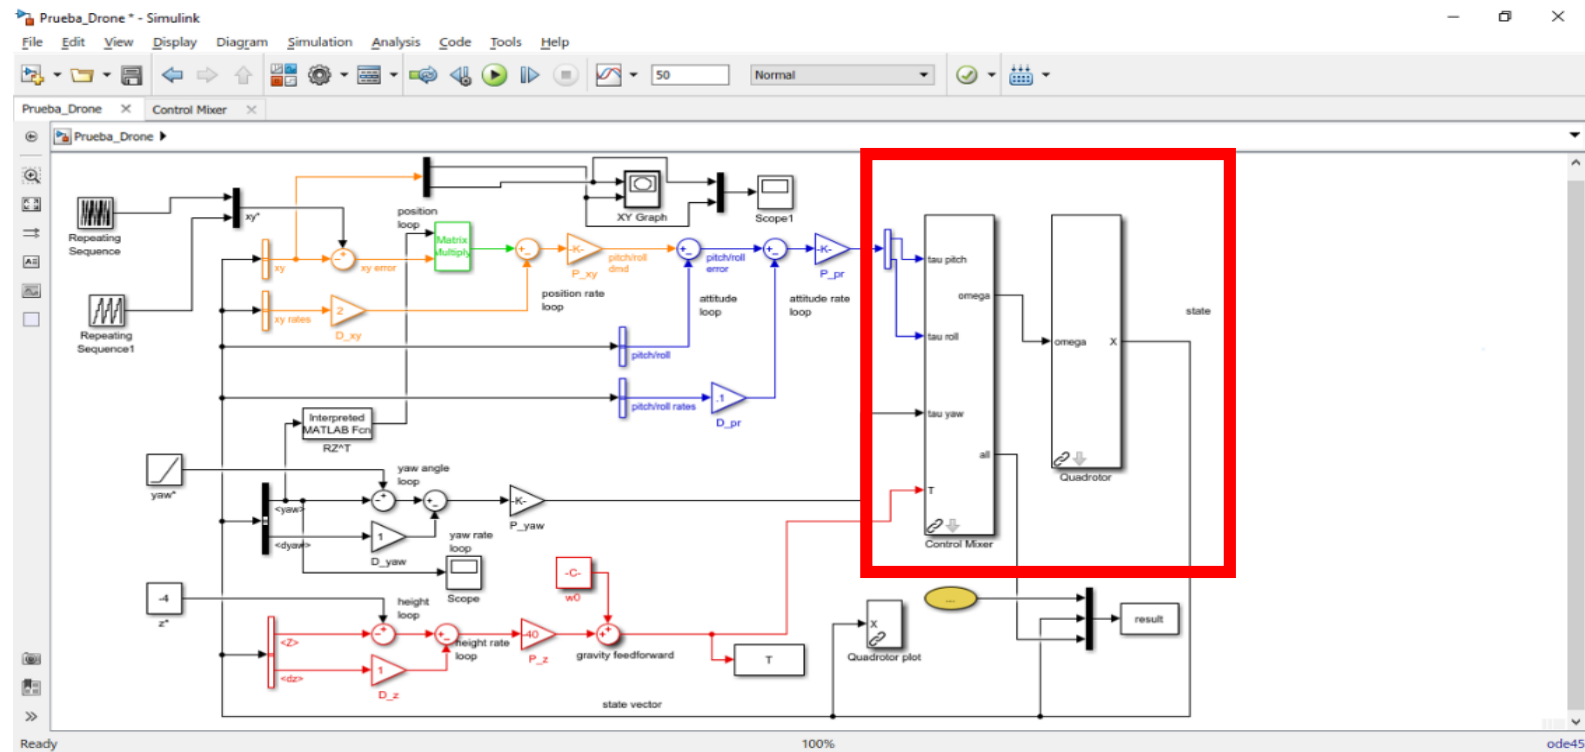 Prueba_Drone * - Simulink
File Edit View Display Diagram Simulation Analysis Code Tools Help
50 Normal
Prueba_Drone Control Mixer
Prueba_Drone
Repeating
Sequence
xy*
position
loop
XY Graph
Scope1
Matrix
Multiply
xy
xy error
-K-
P_xy
pitch/roll
dmd
pitch/roll
error
-K-
P_pr
tau pitch
omega
tau roll
tau yaw
all
T
Control Mixer
omega
X
Quadrotor
state
Repeating
Sequence1
xy rates
2
D_xy
position rate
loop
attitude
loop
attitude rate
loop
pitch/roll
pitch/roll rates
.1
D_pr
Interpreted
MATLAB Fcn
RZ^T
yaw*
yaw angle
loop
<yaw>
<dyaw>
1
D_yaw
yaw rate
loop
-K-
P_yaw
Scope
-4
z*
height
loop
<Z>
<dz>
1
D_z
height rate
loop
-40
P_z
-C-
w0
gravity feedforward
T
X
Quadrotor plot
...
result
state vector
Ready 100% ode45